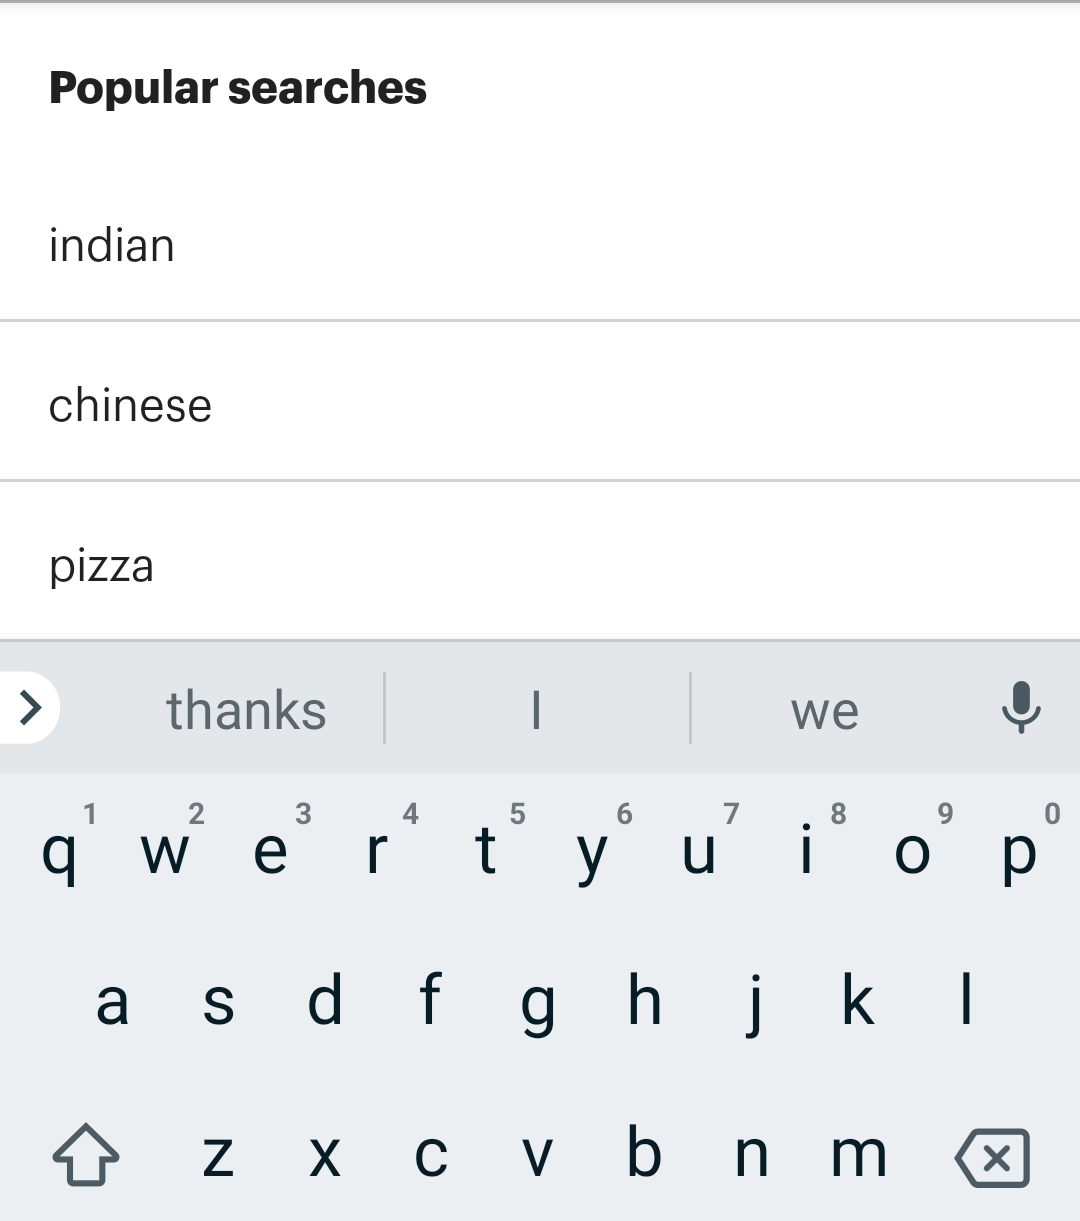 Popular searches
indian
chinese
pizza
thanks I we
1 2 3 4 5 6 7 8 9 0
q w e r t y u i o p
a s d f g h j k l
z x c v b n m